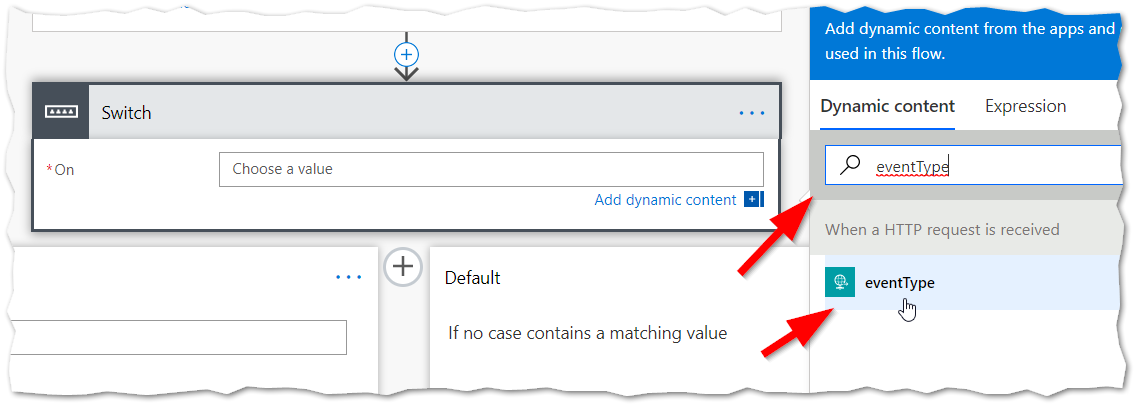 Switch
*On
Choose a value
Add dynamic content
Default
If no case contains a matching value
Add dynamic content from the apps and
used in this flow.
Dynamic content
Expression
eventType
When a HTTP request is received
eventType